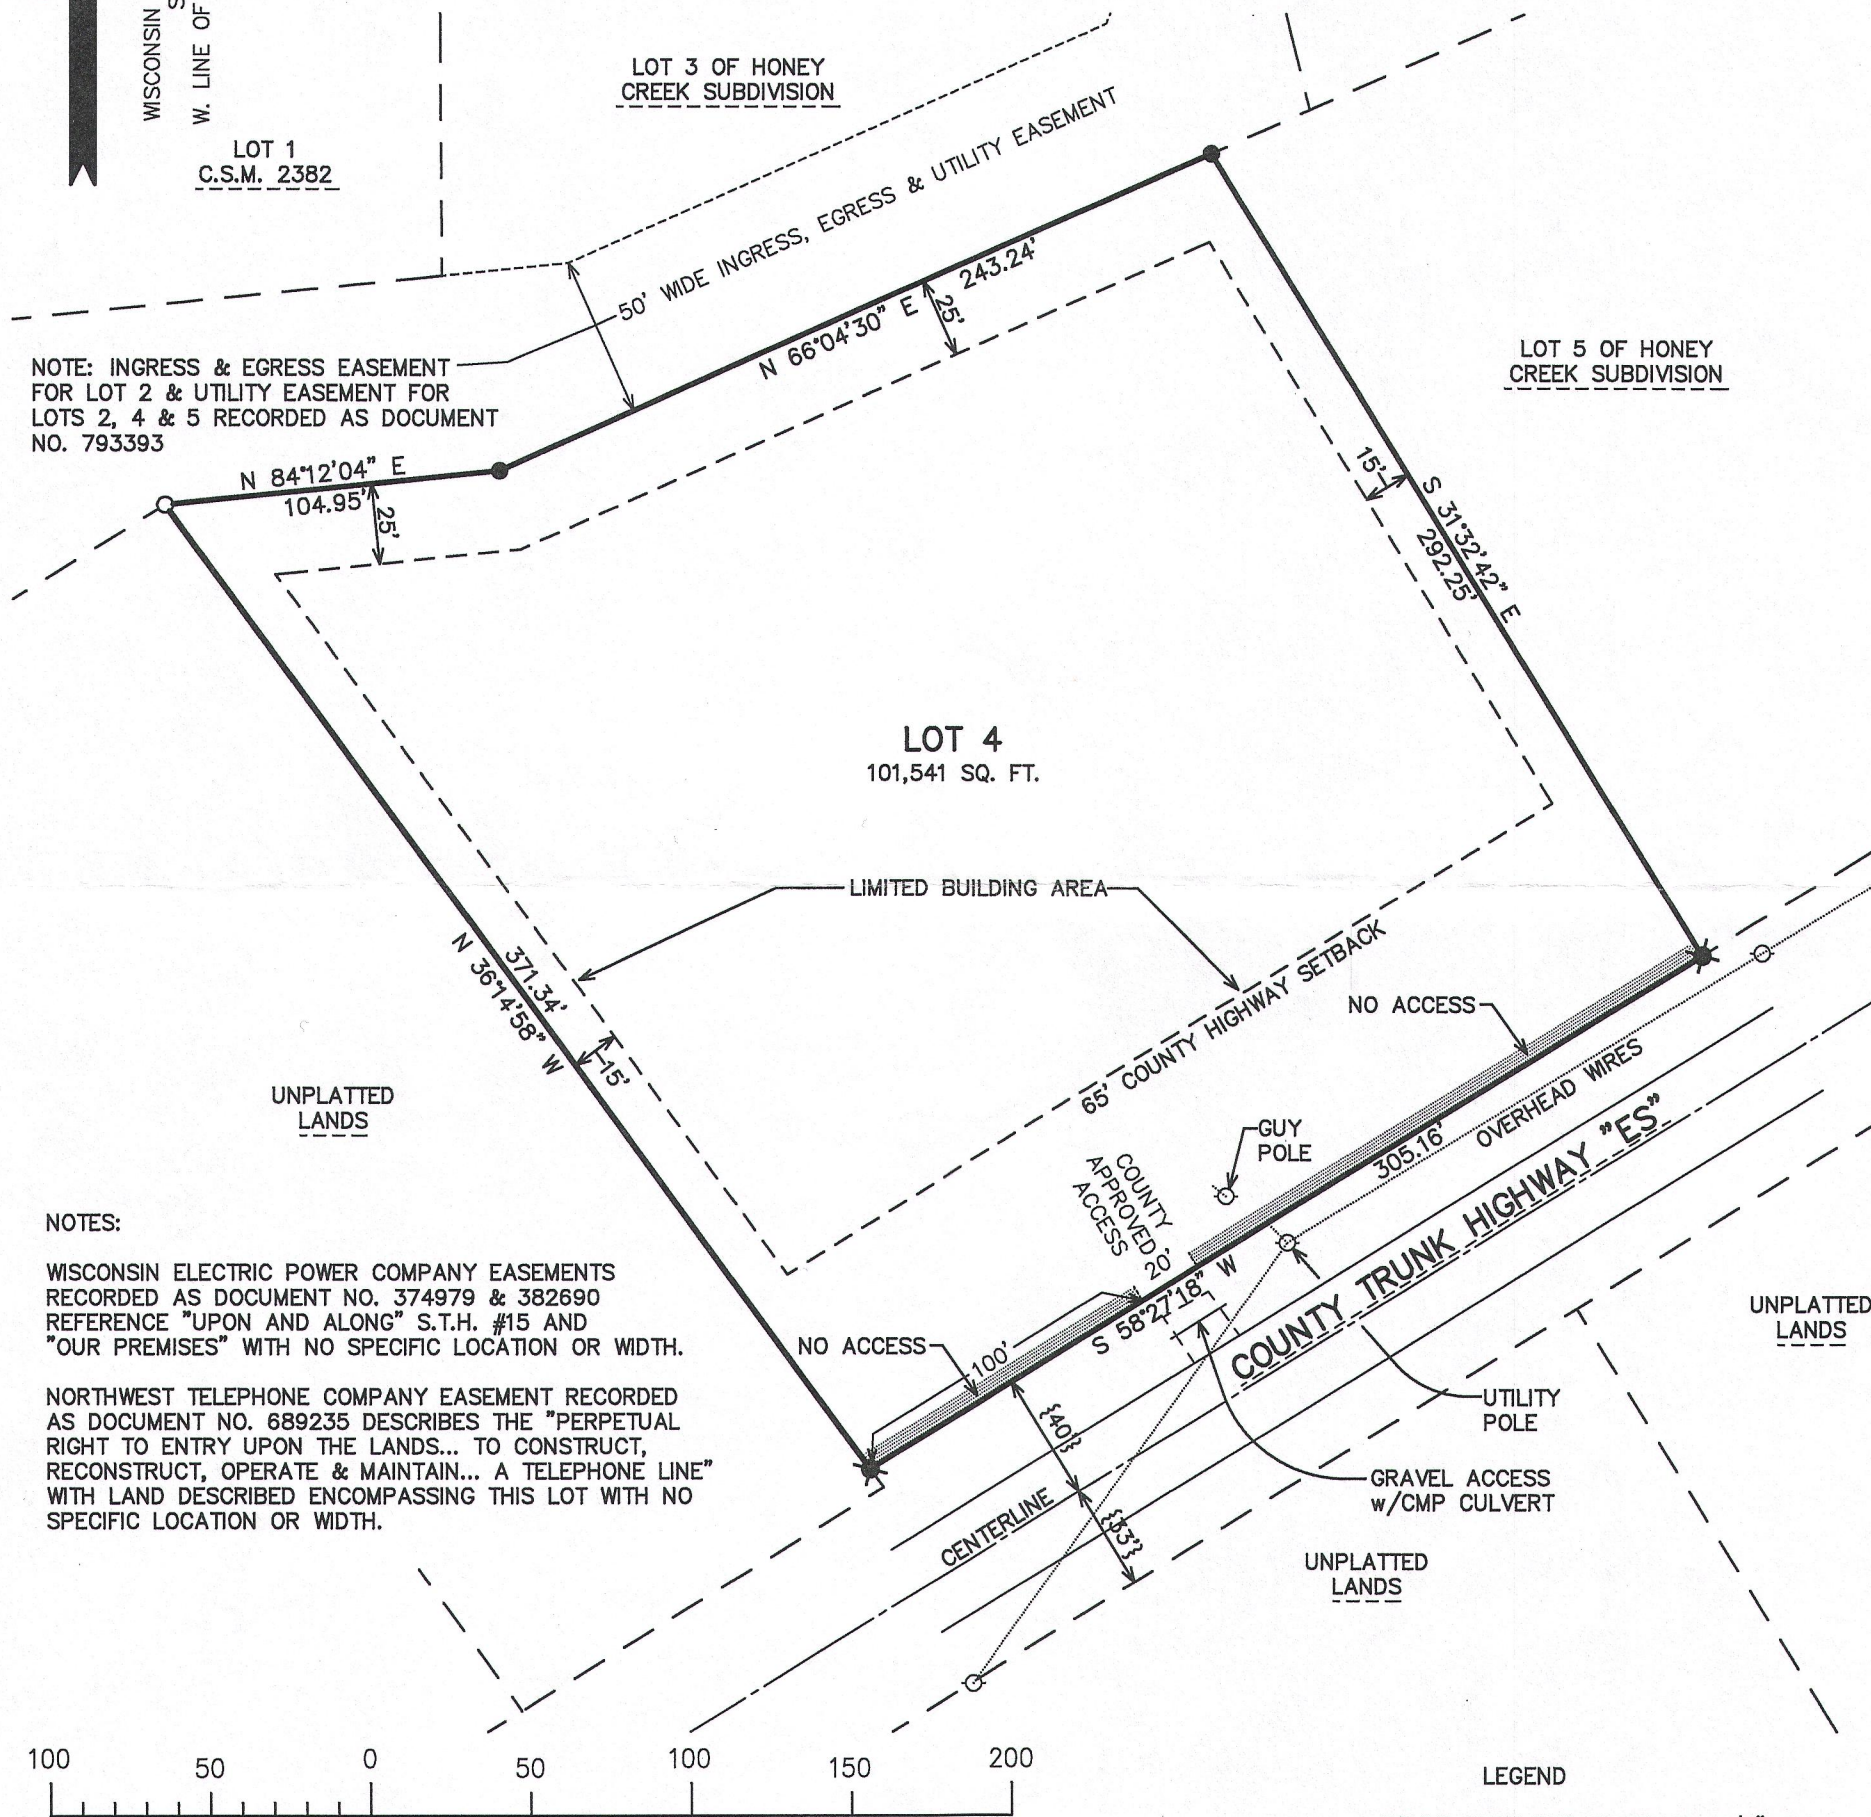 WISCONSIN
W. LINE OF
LOT 1
C.S.M. 2382
LOT 3 OF HONEY
CREEK SUBDIVISION
50' WIDE INGRESS, EGRESS & UTILITY EASEMENT
NOTE: INGRESS & EGRESS EASEMENT
FOR LOT 2 & UTILITY EASEMENT FOR
LOTS 2, 4 & 5 RECORDED AS DOCUMENT
NO. 793393
N 66°04'30" E 243.24'
25'
N 84°12'04" E
104.95'
25'
LOT 5 OF HONEY
CREEK SUBDIVISION
15'
S 31°32'42" E
292.25'
LOT 4
101,541 SQ. FT.
LIMITED BUILDING AREA
371.34'
N 36°14'58" W
15'
65' COUNTY HIGHWAY SETBACK
NO ACCESS
UNPLATTED
LANDS
GUY
POLE
305.16'
OVERHEAD WIRES
COUNTY
APPROVED
ACCESS
20'
S 58°27'18" W
COUNTY TRUNK HIGHWAY "ES"
NOTES:
WISCONSIN ELECTRIC POWER COMPANY EASEMENTS
RECORDED AS DOCUMENT NO. 374979 & 382690
REFERENCE "UPON AND ALONG" S.T.H. #15 AND
"OUR PREMISES" WITH NO SPECIFIC LOCATION OR WIDTH.
NO ACCESS
100'
UNPLATTED
LANDS
NORTHWEST TELEPHONE COMPANY EASEMENT RECORDED
AS DOCUMENT NO. 689235 DESCRIBES THE "PERPETUAL
RIGHT TO ENTRY UPON THE LANDS... TO CONSTRUCT,
RECONSTRUCT, OPERATE & MAINTAIN... A TELEPHONE LINE"
WITH LAND DESCRIBED ENCOMPASSING THIS LOT WITH NO
SPECIFIC LOCATION OR WIDTH.
UTILITY
POLE
{40'}
GRAVEL ACCESS
w/CMP CULVERT
CENTERLINE
{33'}
UNPLATTED
LANDS
100 50 0 50 100 150 200
LEGEND